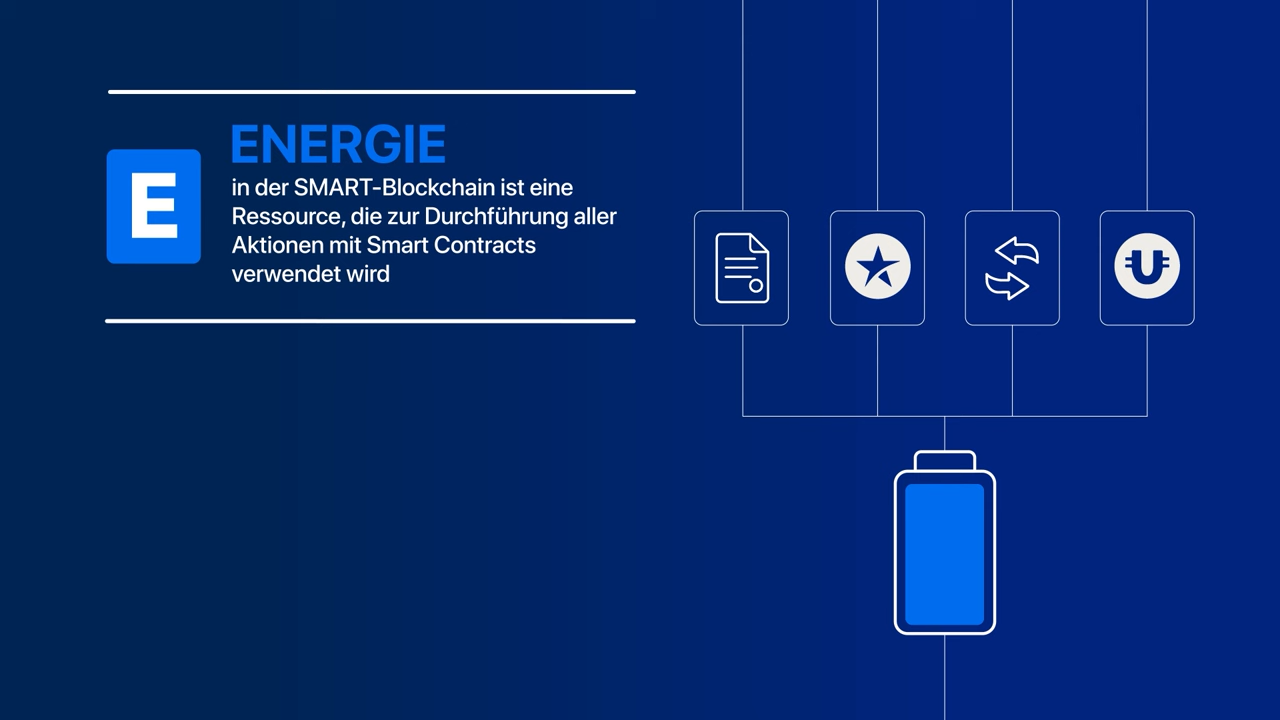 E
ENERGIE
in der SMART-Blockchain ist eine
Ressource, die zur Durchführung aller
Aktionen mit Smart Contracts
verwendet wird
U